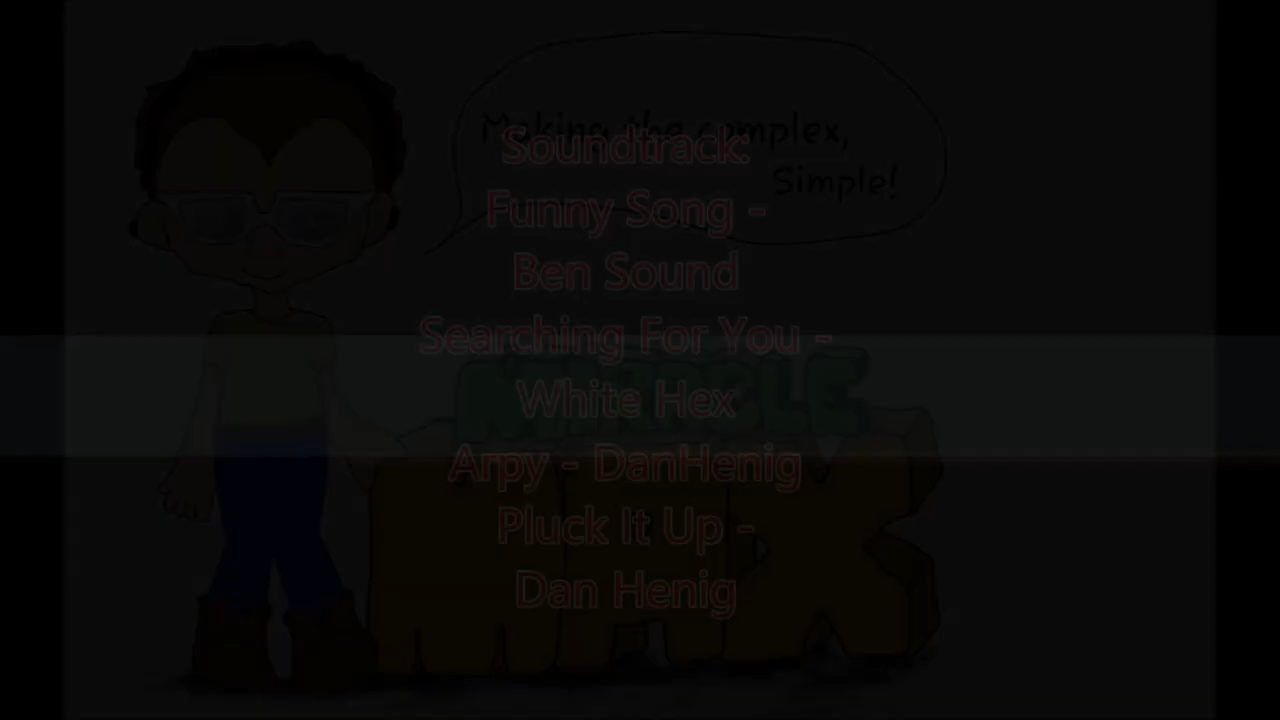 Making the complex,
Simple!
Soundtrack:
Funny Song -
Ben Sound
Searching For You -
White Hex
Arpy - DanHenig
Pluck It Up -
Dan Henig
MAX